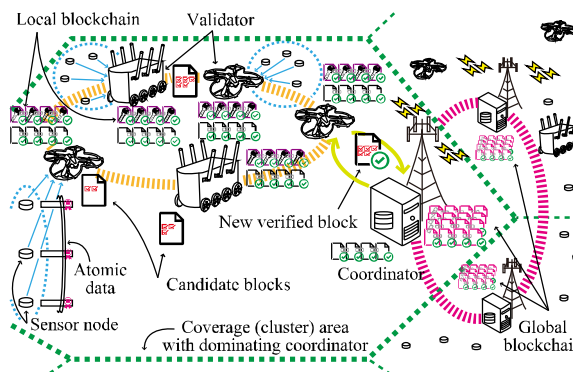 Local blockchain
Validator
New verified block
Coordinator
Atomic
data
Candidate blocks
Sensor node
Coverage (cluster) area
with dominating coordinator
Global
blockchain